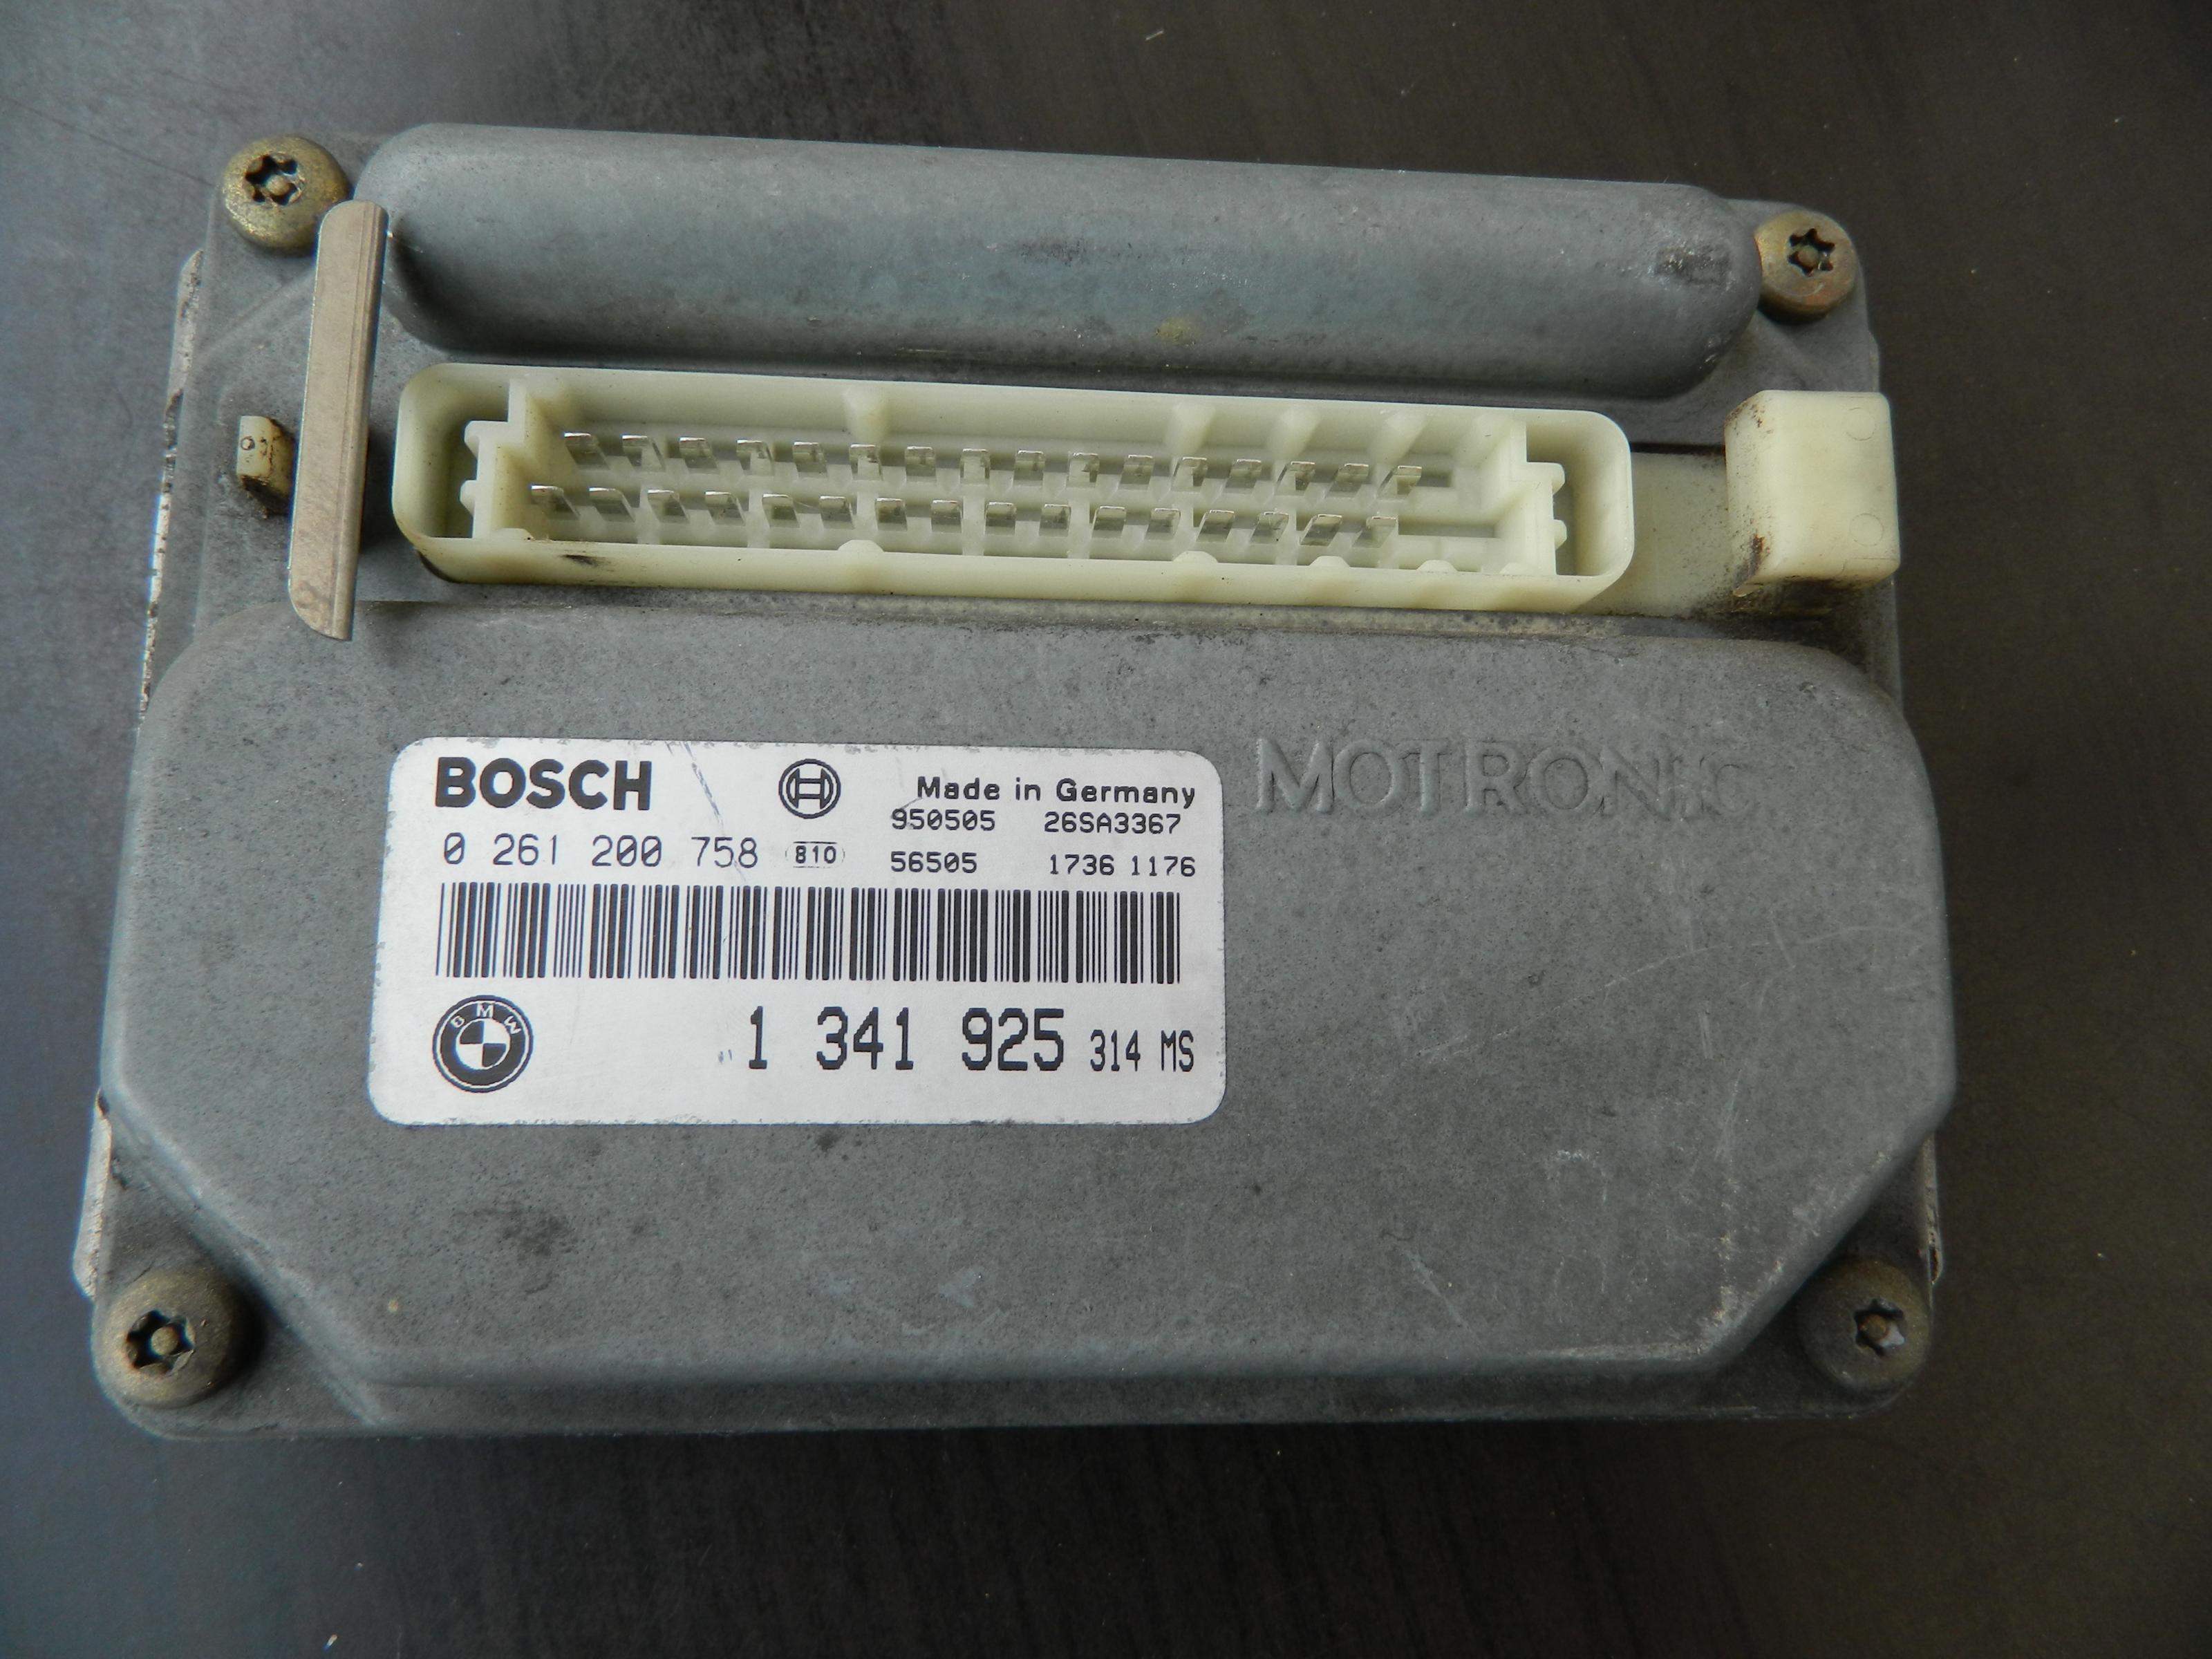 MOTRONIC
BOSCH
Made in Germany
950505 26SA3367
0 261 200 758 810 56505 1736 1176
BMW
1 341 925 314 MS